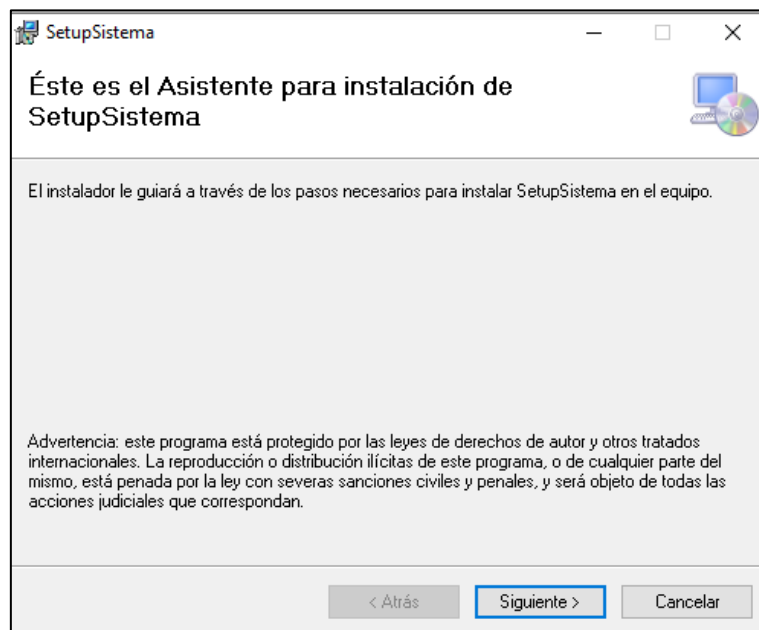 SetupSistema
Éste es el Asistente para instalación de
SetupSistema
El instalador le guiará a través de los pasos necesarios para instalar SetupSistema en el equipo.
Advertencia: este programa está protegido por las leyes de derechos de autor y otros tratados
internacionales. La reproducción o distribución ilícitas de este programa, o de cualquier parte del
mismo, está penada por la ley con severas sanciones civiles y penales, y será objeto de todas las
acciones judiciales que correspondan.
< Atrás Siguiente > Cancelar